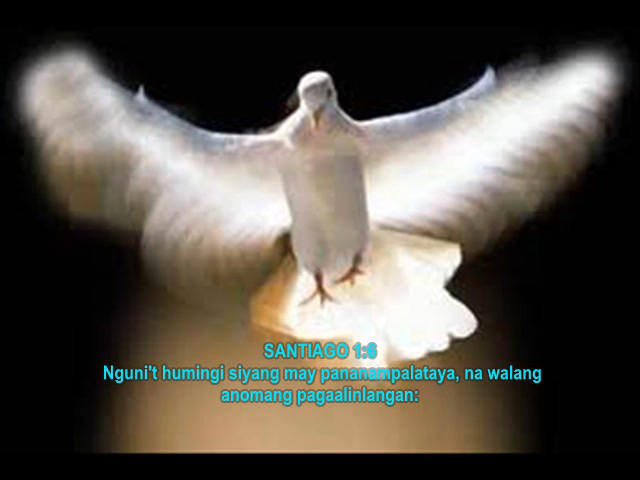 SANTIAGO 1:6
Nguni't humingi siyang may pananampalataya, na walang
anomang pagaalinlangan: